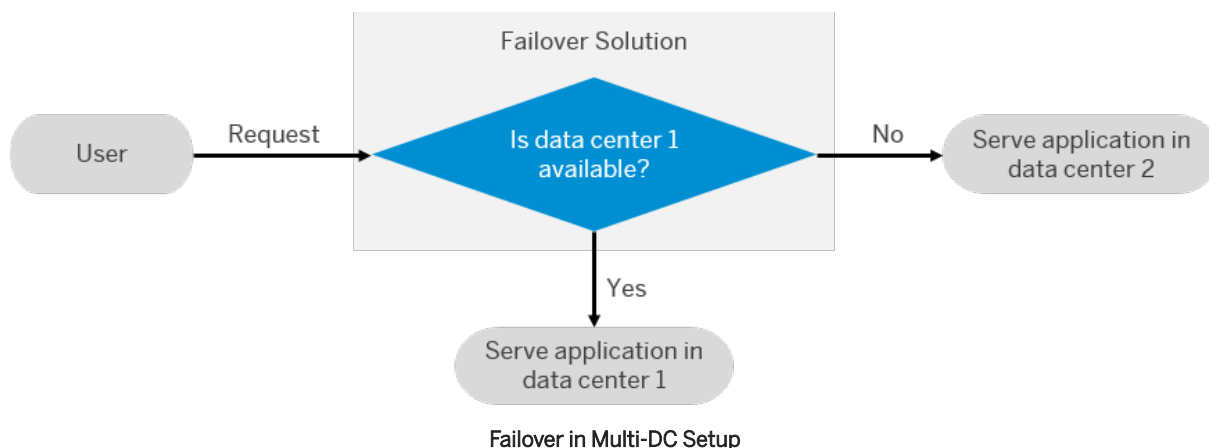 Failover Solution
User
Request
Is data center 1
available?
No
Serve application in
data center 2
Yes
Serve application in
data center 1
Failover in Multi-DC Setup